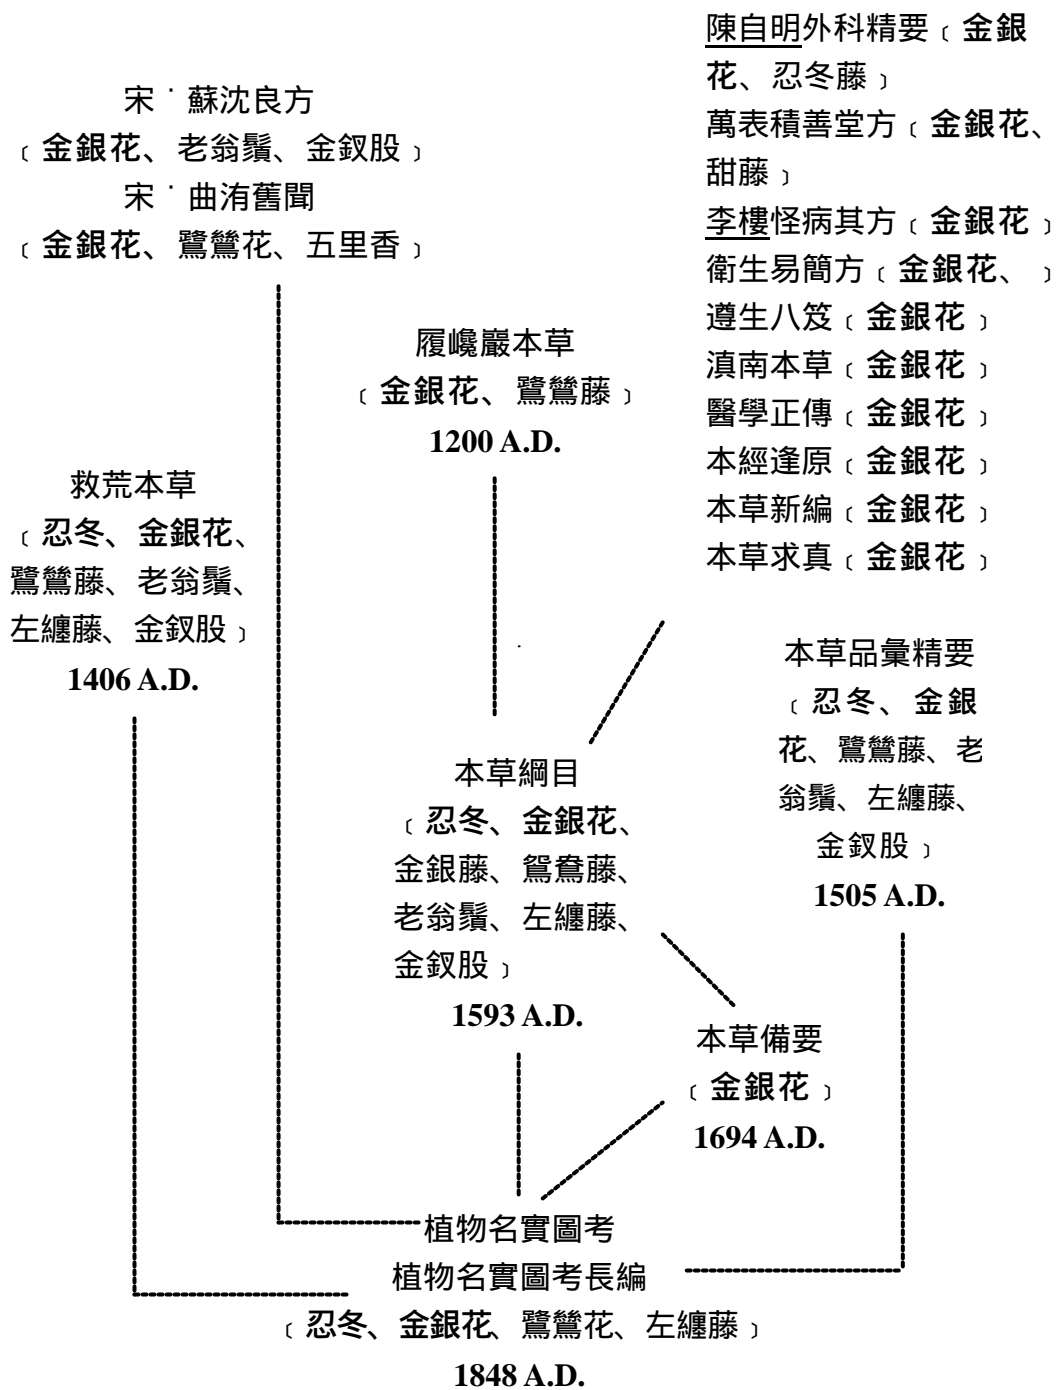 宋˙蘇沈良方
﹝金銀花、老翁鬚、金釵股﹞
宋˙曲洧舊聞
﹝金銀花、鷺鷥花、五里香﹞
陳自明外科精要﹝金銀
花、忍冬藤﹞
萬表積善堂方﹝金銀花、
甜藤﹞
李樓怪病其方﹝金銀花﹞
衛生易簡方﹝金銀花、﹞
遵生八笈﹝金銀花﹞
滇南本草﹝金銀花﹞
醫學正傳﹝金銀花﹞
本經逢原﹝金銀花﹞
本草新編﹝金銀花﹞
本草求真﹝金銀花﹞
履巉巖本草
﹝金銀花、鷺鷥藤﹞
1200 A.D.
救荒本草
﹝忍冬、金銀花、
鷺鷥藤、老翁鬚、
左纏藤、金釵股﹞
1406 A.D.
本草品彙精要
﹝忍冬、金銀
花、鷺鷥藤、老
翁鬚、左纏藤、
金釵股﹞
1505 A.D.
本草綱目
﹝忍冬、金銀花、
金銀藤、鴛鴦藤、
老翁鬚、左纏藤、
金釵股﹞
1593 A.D.
本草備要
﹝金銀花﹞
1694 A.D.
植物名實圖考
植物名實圖考長編
﹝忍冬、金銀花、鷺鷥花、左纏藤﹞
1848 A.D.